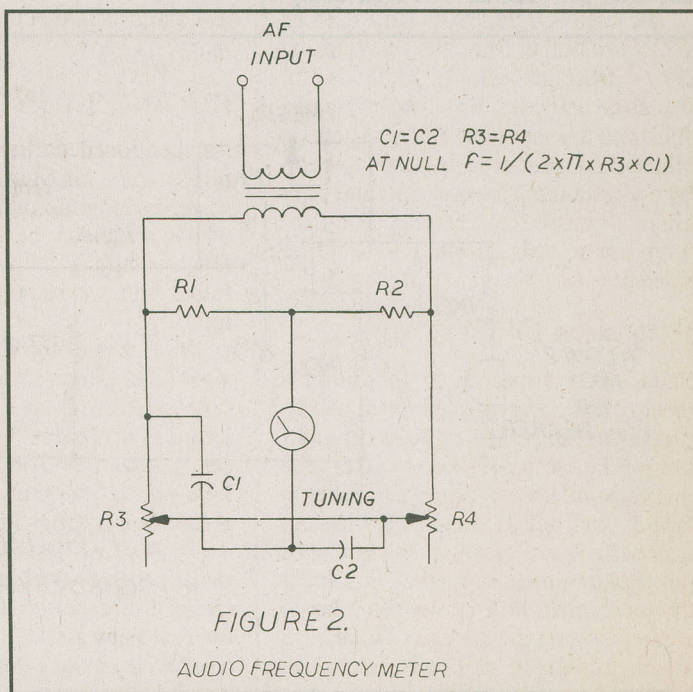 AF
INPUT
C1=C2 R3=R4
AT NULL F=1/(2×π×R3×C1)
R1
R2
C1
TUNING
R3
R4
C2
FIGURE 2.
AUDIO FREQUENCY METER